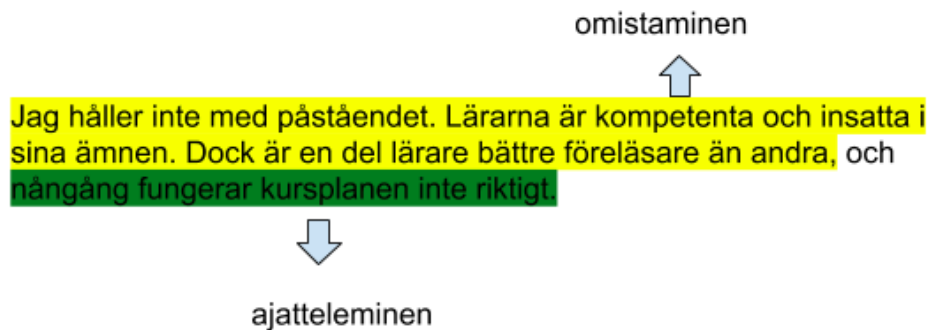 omistaminen
Jag håller inte med påståendet. Lärarna är kompetenta och insatta i
sina ämnen. Dock är en del lärare bättre föreläsare än andra, och
nångång fungerar kursplanen inte riktigt.
ajatteleminen